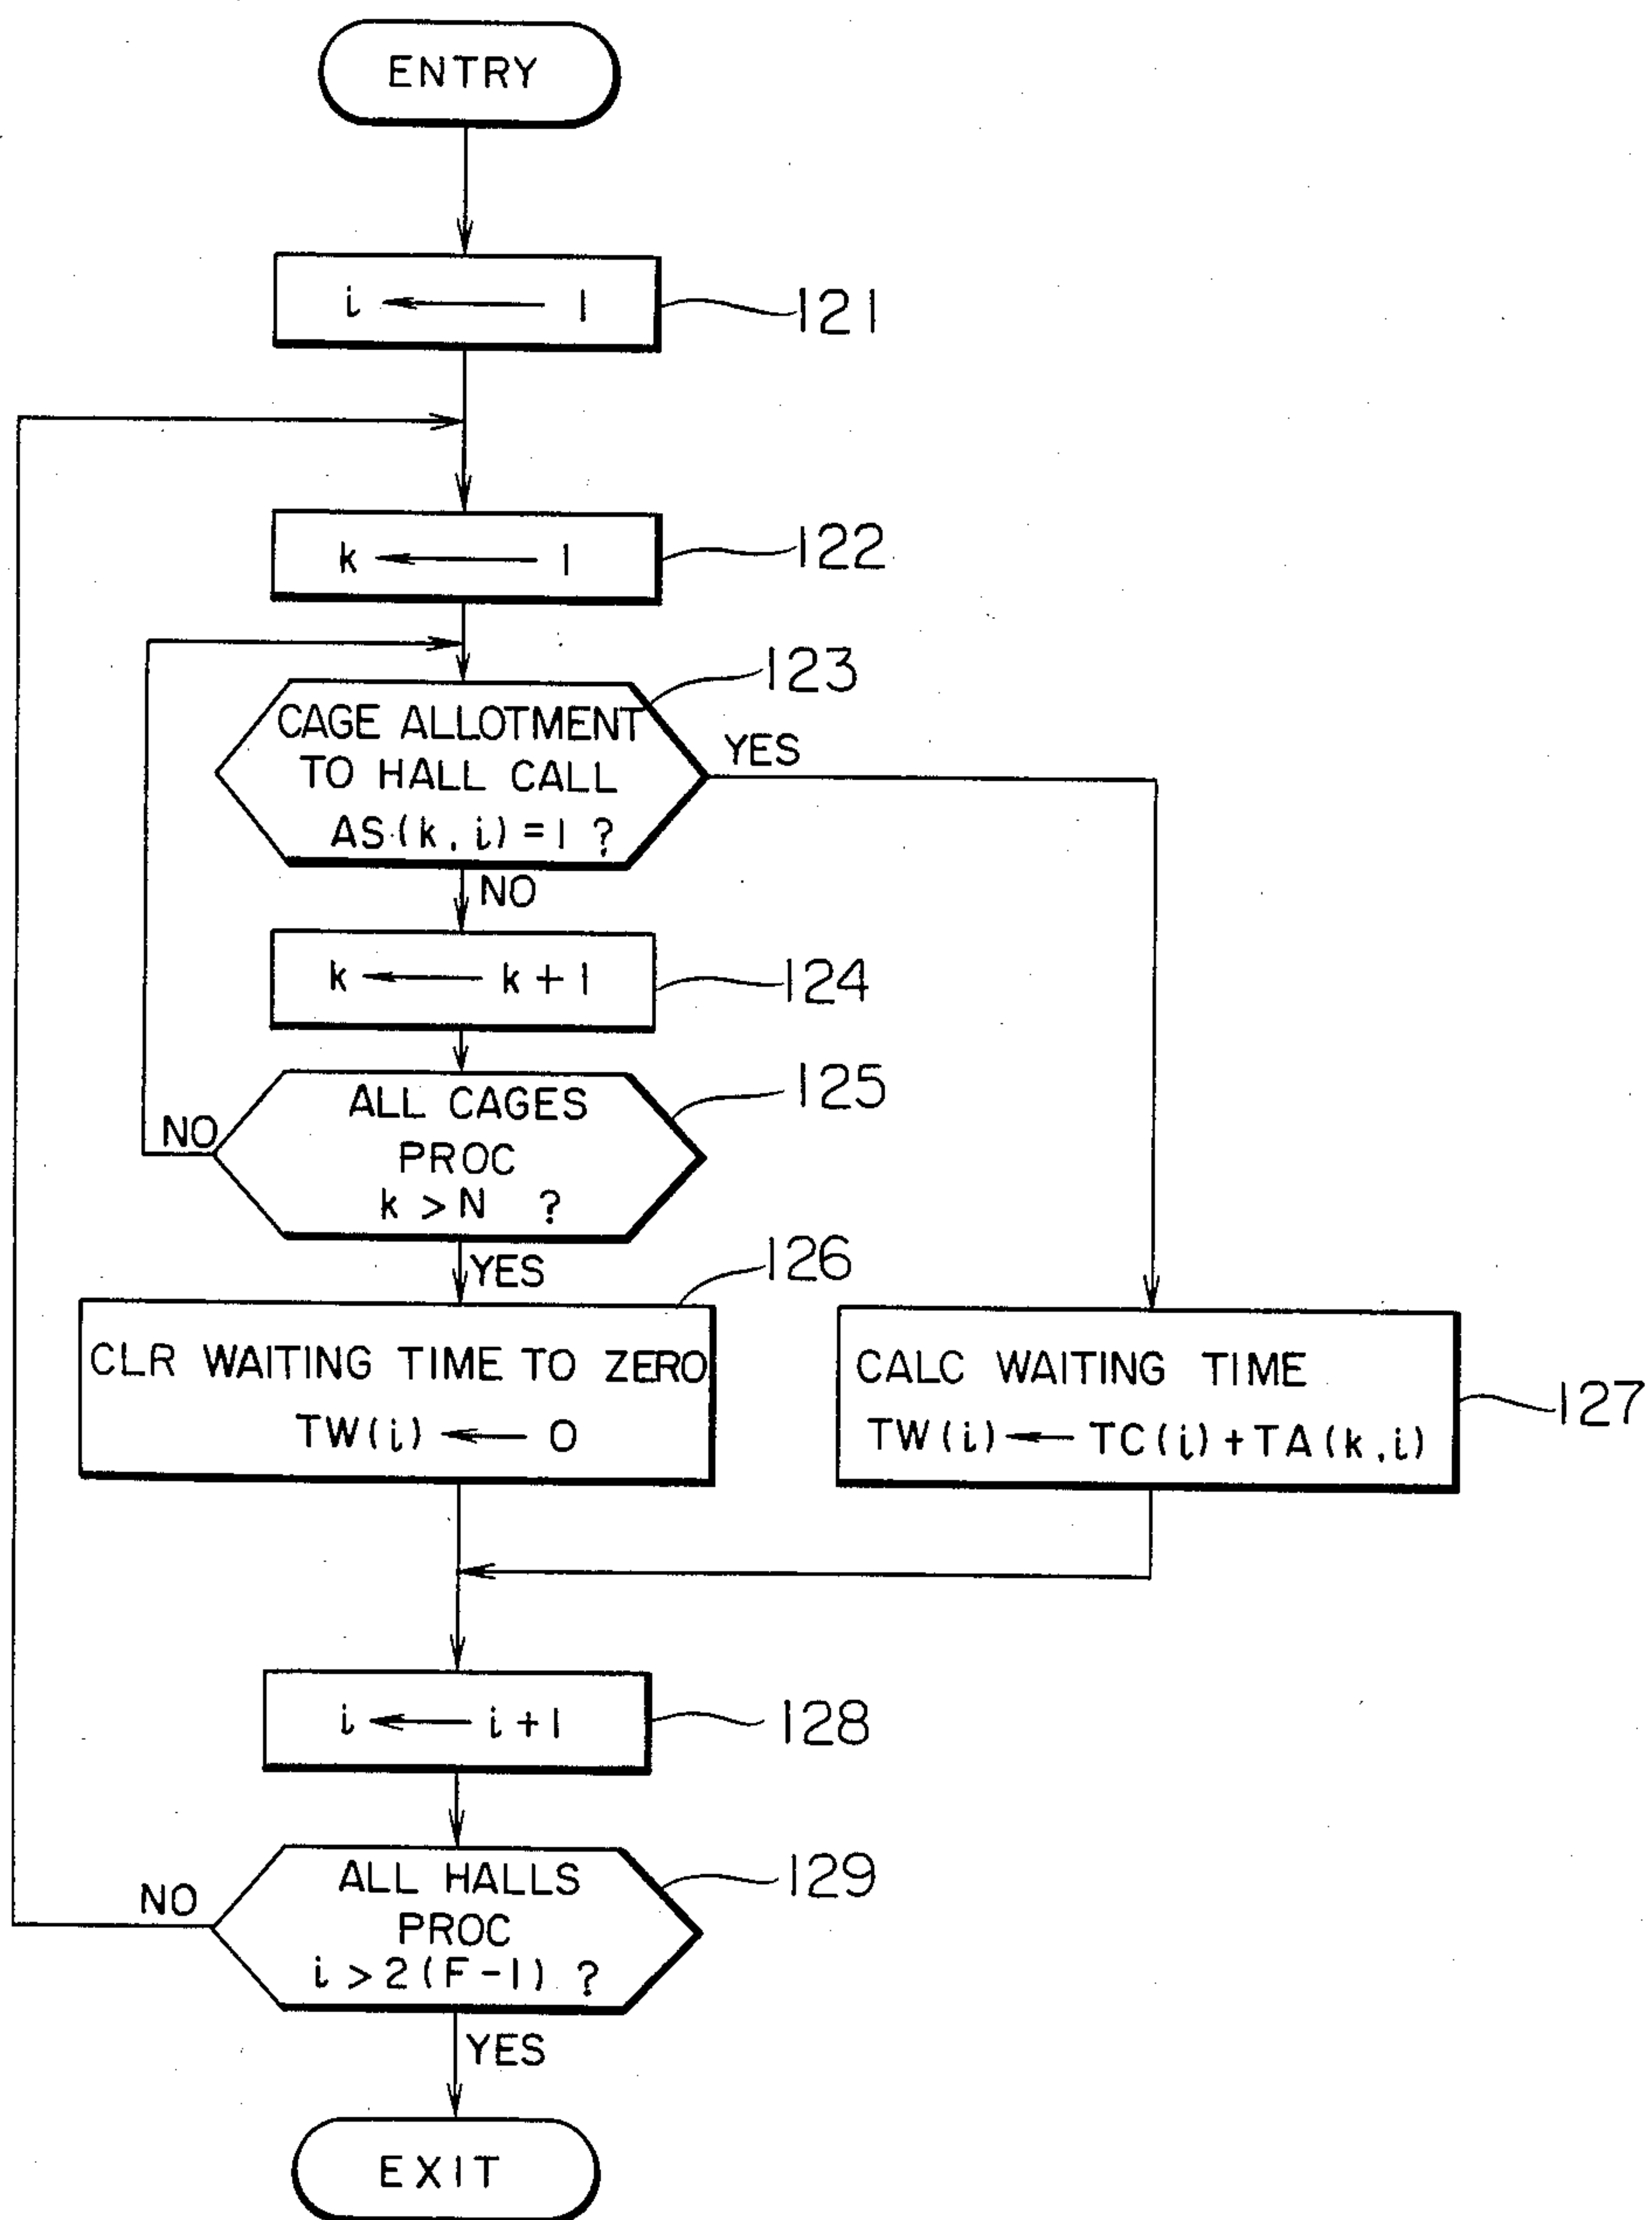 ENTRY
i ← 1
121
k ← 1
122
123
CAGE ALLOTMENT
TO HALL CALL
AS(k, i) = 1 ?
YES
NO
k ← k + 1
124
125
ALL CAGES
PROC
k > N ?
NO
YES
126
CLR WAITING TIME TO ZERO
TW(i) ← 0
CALC WAITING TIME
TW(i) ← TC(i) + TA(k, i)
127
i ← i + 1
128
ALL HALLS
PROC
i > 2(F - 1) ?
129
NO
YES
EXIT